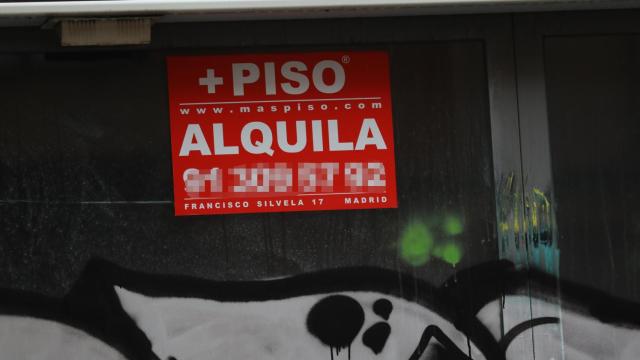 +PISO®
www.maspiso.com
ALQUILA
FRANCISCO SILVELA 17 MADRID